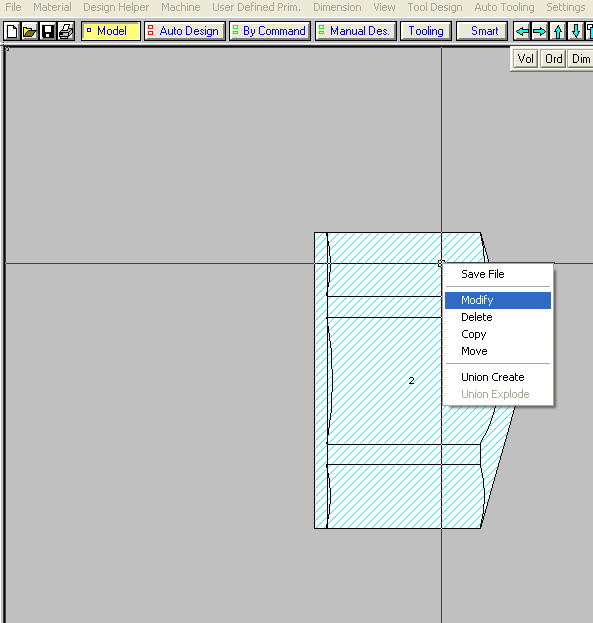 File Material Design Helper Machine User Defined Prim. Dimension View Tool Design Auto Tooling Settings
Model Auto Design By Command Manual Des. Tooling Smart
Vol Ord Dim
Save File
Modify
Delete
Copy
Move
2
Union Create
Union Explode